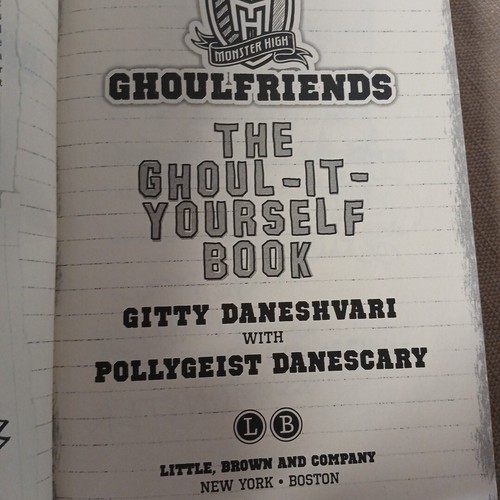 MONSTER HIGH
GHOULFRIENDS
THE
GHOUL-IT-
YOURSELF
BOOK
GITTY DANESHVARI
WITH
POLLYGEIST DANESCARY
L B
LITTLE, BROWN AND COMPANY
NEW YORK • BOSTON